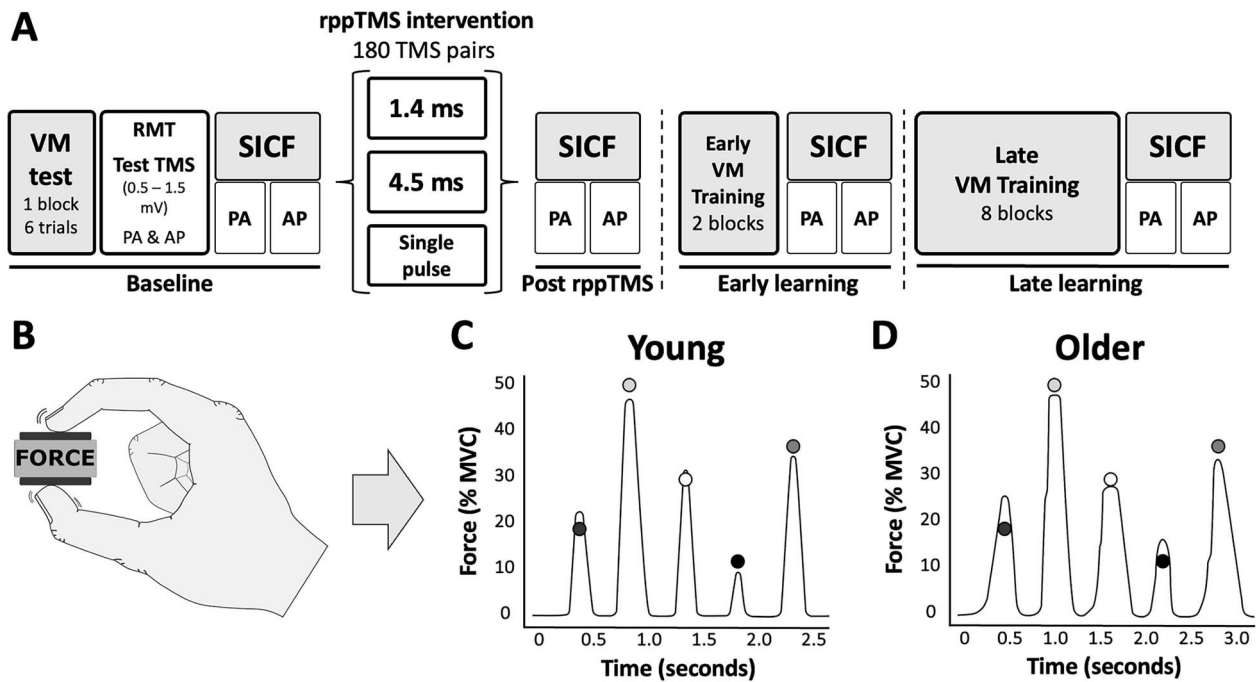 A
rppTMS intervention
180 TMS pairs
VM
test
1 block
6 trials
RMT
Test TMS
(0.5 – 1.5
mV)
PA & AP
SICF
PA
AP
1.4 ms
4.5 ms
Single
pulse
SICF
PA
AP
Early
VM
Training
2 blocks
SICF
PA
AP
Late
VM Training
8 blocks
SICF
PA
AP
Baseline
Post rppTMS
Early learning
Late learning
B
FORCE
C
Young
Force (% MVC)
50
40
30
20
10
0
0 0.5 1.0 1.5 2.0 2.5
Time (seconds)
D
Older
Force (% MVC)
50
40
30
20
10
0
0 0.5 1.0 1.5 2.0 2.5 3.0
Time (seconds)